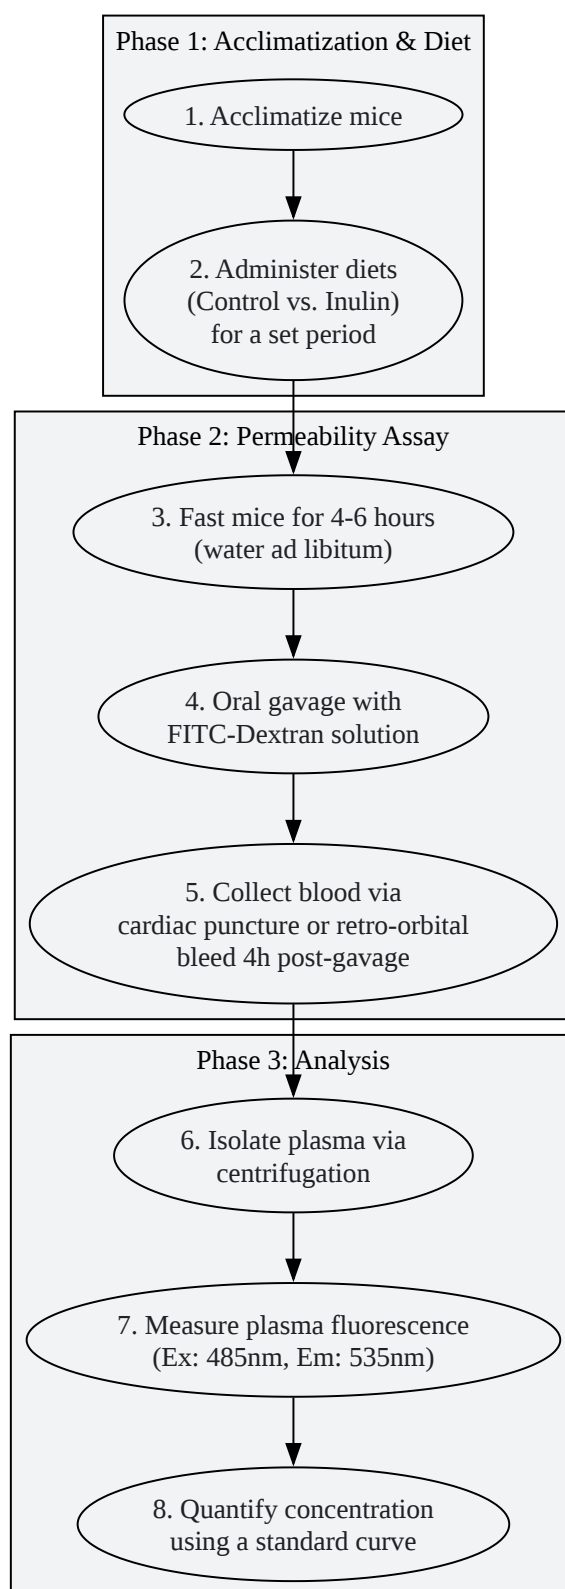 Phase 1: Acclimatization & Diet
1. Acclimatize mice
2. Administer diets
(Control vs. Inulin)
for a set period
Phase 2: Permeability Assay
3. Fast mice for 4-6 hours
(water ad libitum)
4. Oral gavage with
FITC-Dextran solution
5. Collect blood via
cardiac puncture or retro-orbital
bleed 4h post-gavage
Phase 3: Analysis
6. Isolate plasma via
centrifugation
7. Measure plasma fluorescence
(Ex: 485nm, Em: 535nm)
8. Quantify concentration
using a standard curve